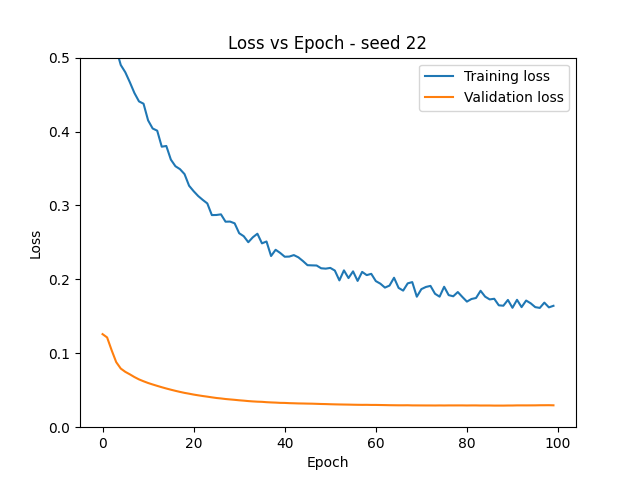 Loss vs Epoch - seed 22
Training loss
Validation loss
0.5
0.4
0.3
0.2
0.1
0.0
Loss
0 20 40 60 80 100
Epoch